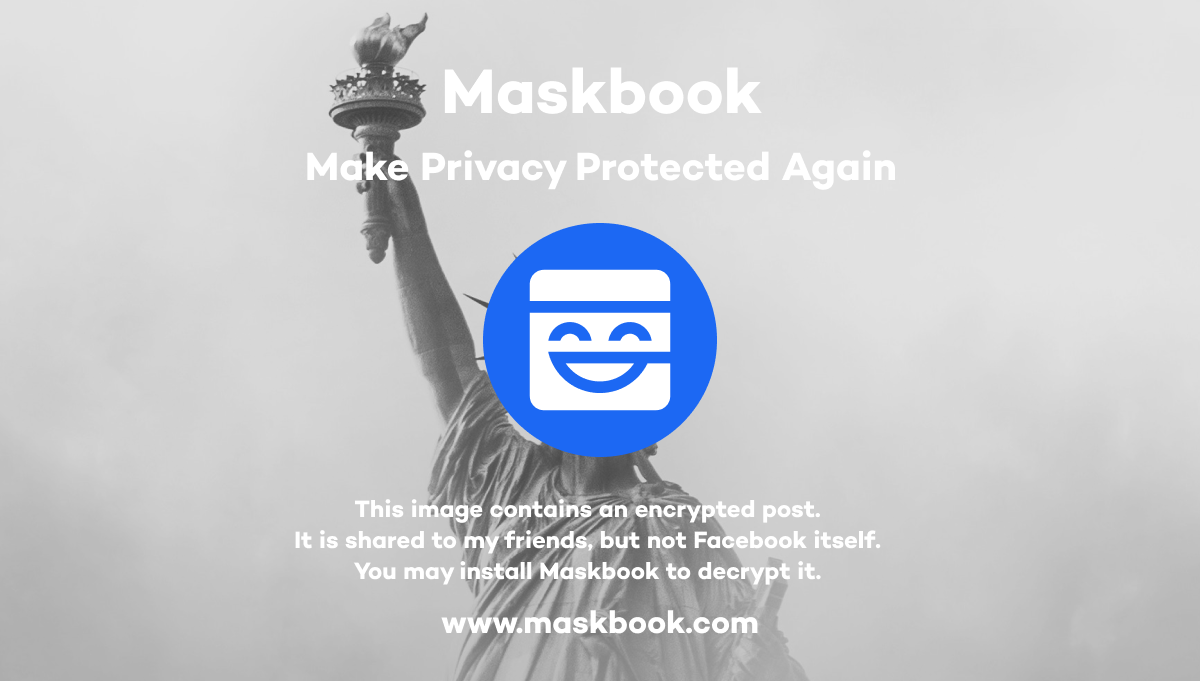 Maskbook
Make Privacy Protected Again
This image contains an encrypted post.
It is shared to my friends, but not Facebook itself.
You may install Maskbook to decrypt it.
www.maskbook.com